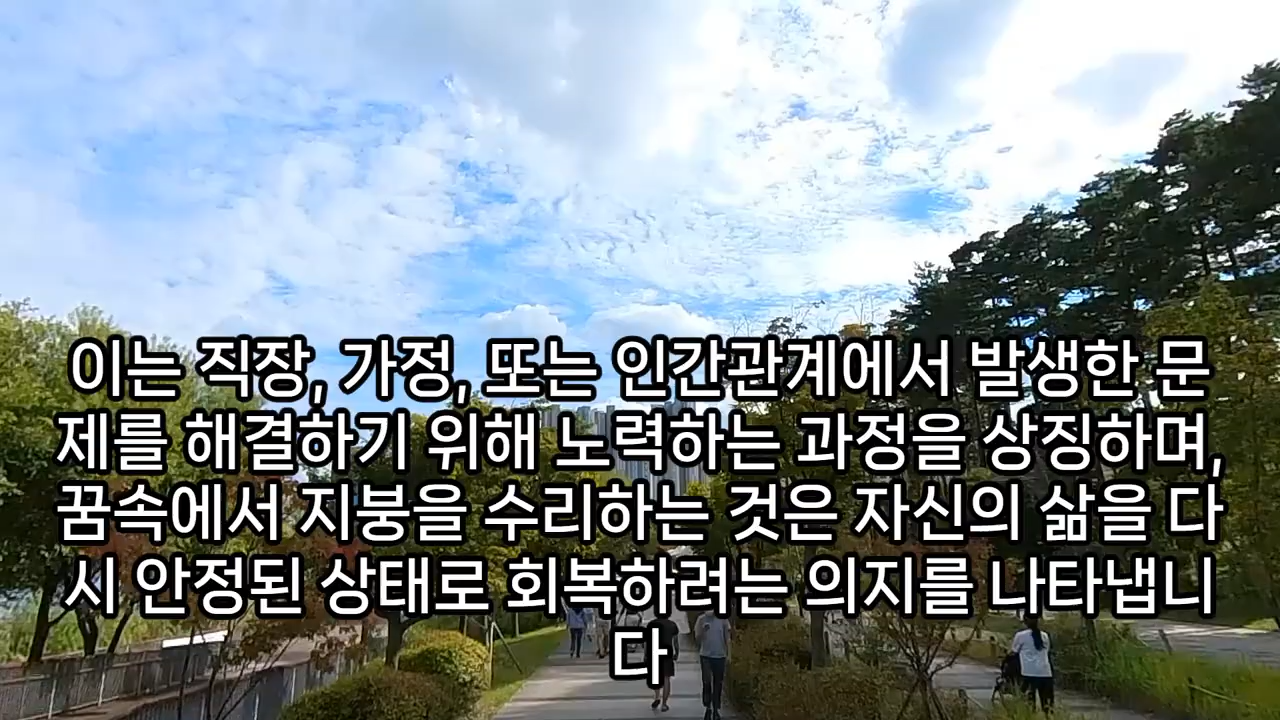 이는 직장, 가정, 또는 인간관계에서 발생한 문
제를 해결하기 위해 노력하는 과정을 상징하며,
꿈속에서 지붕을 수리하는 것은 자신의 삶을 다
시 안정된 상태로 회복하려는 의지를 나타냅니
다